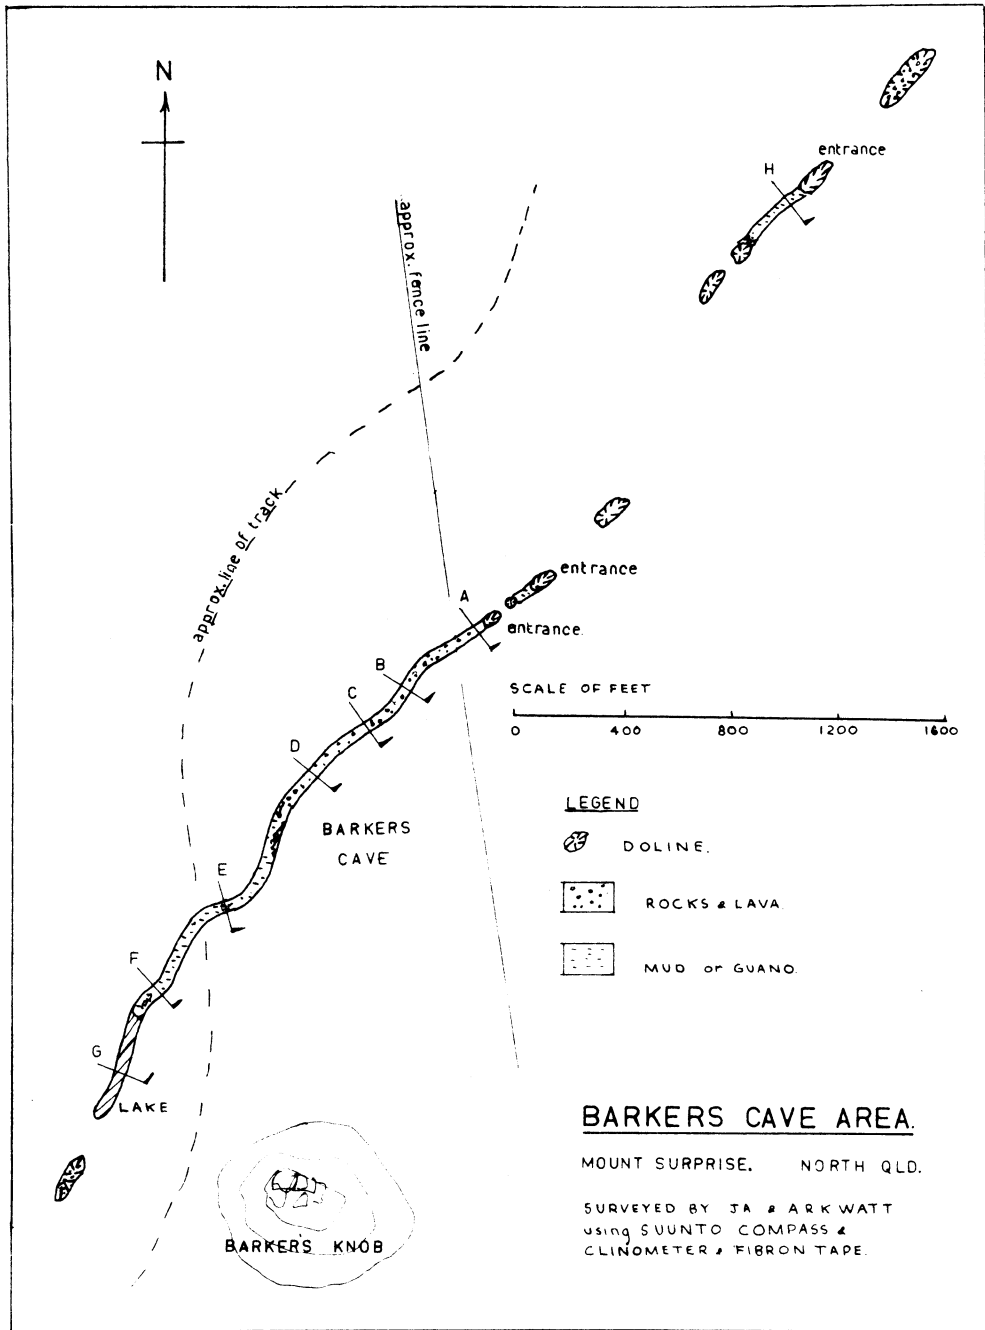 N
entrance
H
approx. fence line
approx. line of track
entrance
A
entrance.
B
SCALE OF FEET
C
0 400 800 1200 1600
D
LEGEND
BARKERS
CAVE
DOLINE.
E
ROCKS & LAVA
F
MUD or GUANO.
G
LAKE
BARKERS CAVE AREA.
MOUNT SURPRISE. NORTH QLD.
SURVEYED BY JA & ARK WATT
using SUUNTO COMPASS &
CLINOMETER & FIBRON TAPE.
BARKERS KNOB